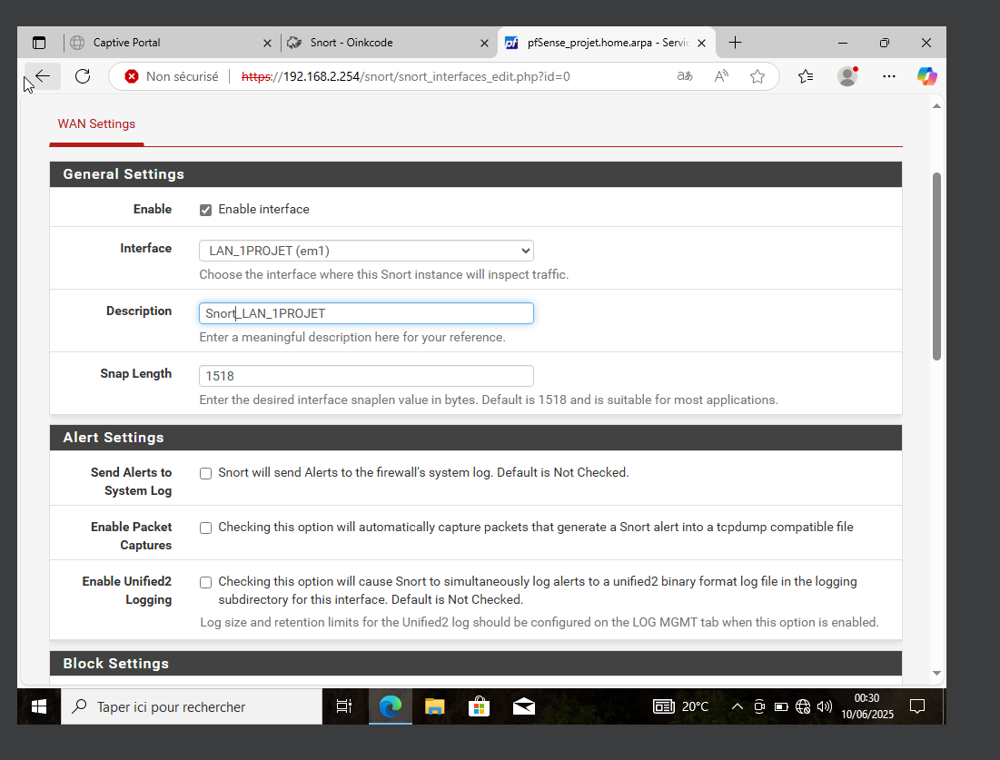 Captive Portal
Snort - Oinkcode
pfSense_projet.home.arpa - Servic
Non sécurisé
https://192.168.2.254/snort/snort_interfaces_edit.php?id=0
WAN Settings
General Settings
Enable
Enable interface
Interface
LAN_1PROJET (em1)
Choose the interface where this Snort instance will inspect traffic.
Description
Snort_LAN_1PROJET
Enter a meaningful description here for your reference.
Snap Length
1518
Enter the desired interface snaplen value in bytes. Default is 1518 and is suitable for most applications.
Alert Settings
Send Alerts to
System Log
Snort will send Alerts to the firewall's system log. Default is Not Checked.
Enable Packet
Captures
Checking this option will automatically capture packets that generate a Snort alert into a tcpdump compatible file
Enable Unified2
Logging
Checking this option will cause Snort to simultaneously log alerts to a unified2 binary format log file in the logging
subdirectory for this interface. Default is Not Checked.
Log size and retention limits for the Unified2 log should be configured on the LOG MGMT tab when this option is enabled.
Block Settings
Taper ici pour rechercher
20°C
00:30
10/06/2025